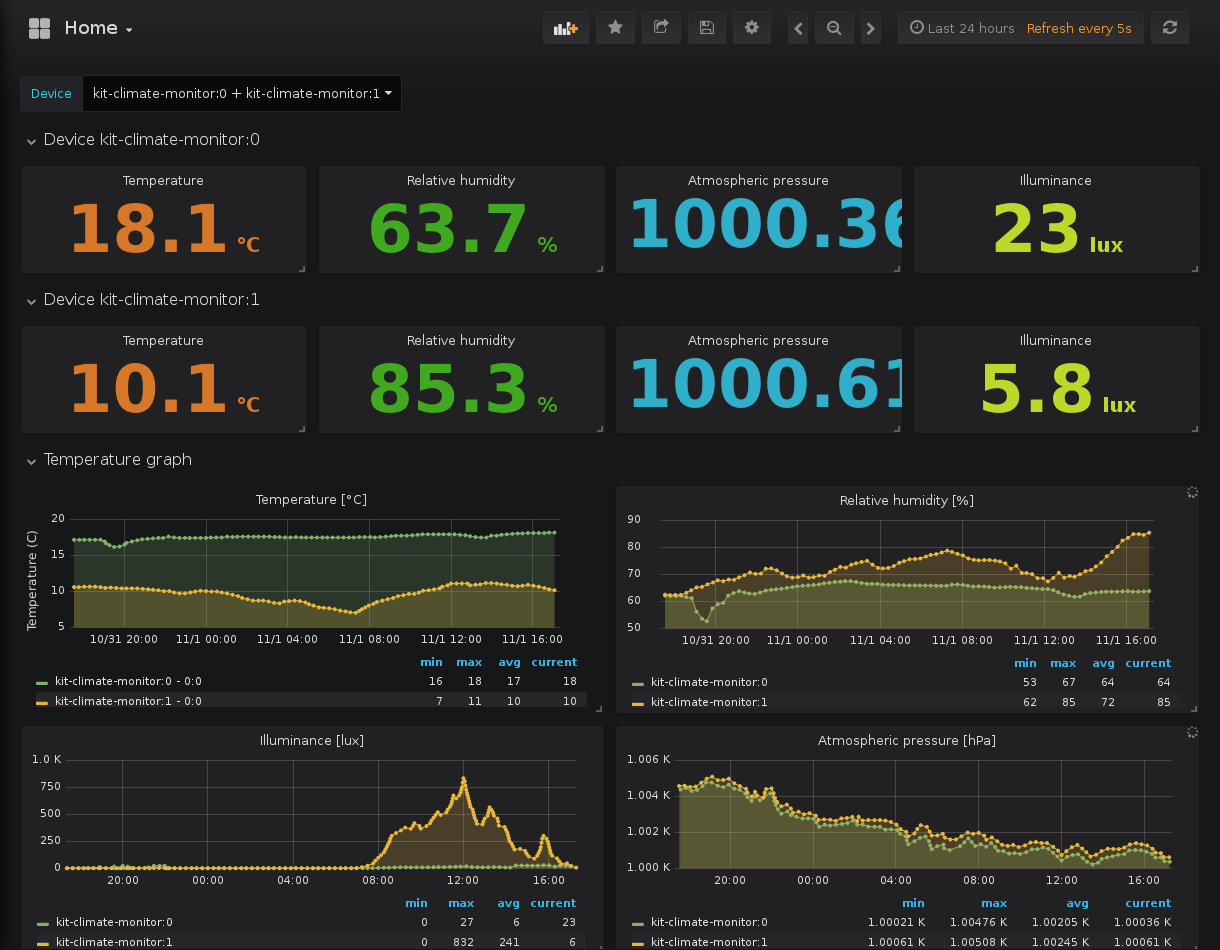 Home
Last 24 hours Refresh every 5s
Device kit-climate-monitor:0 + kit-climate-monitor:1
Device kit-climate-monitor:0
Temperature Relative humidity Atmospheric pressure Illuminance
18.1 °C 63.7 % 1000.36 23 lux
Device kit-climate-monitor:1
Temperature Relative humidity Atmospheric pressure Illuminance
10.1 °C 85.3 % 1000.61 5.8 lux
Temperature graph
Temperature [°C]
Temperature (C)
20
15
10
5
10/31 20:00 11/1 00:00 11/1 04:00 11/1 08:00 11/1 12:00 11/1 16:00
min max avg current
kit-climate-monitor:0 - 0:0 16 18 17 18
kit-climate-monitor:1 - 0:0 7 11 10 10
Relative humidity [%]
90
80
70
60
50
10/31 20:00 11/1 00:00 11/1 04:00 11/1 08:00 11/1 12:00 11/1 16:00
min max avg current
kit-climate-monitor:0 53 67 64 64
kit-climate-monitor:1 62 85 72 85
Illuminance [lux]
1.0 K
750
500
250
0
20:00 00:00 04:00 08:00 12:00 16:00
min max avg current
kit-climate-monitor:0 0 27 6 23
kit-climate-monitor:1 0 832 241 6
Atmospheric pressure [hPa]
1.006 K
1.004 K
1.002 K
1.000 K
20:00 00:00 04:00 08:00 12:00 16:00
min max avg current
kit-climate-monitor:0 1.00021 K 1.00476 K 1.00205 K 1.00036 K
kit-climate-monitor:1 1.00061 K 1.00508 K 1.00245 K 1.00061 K